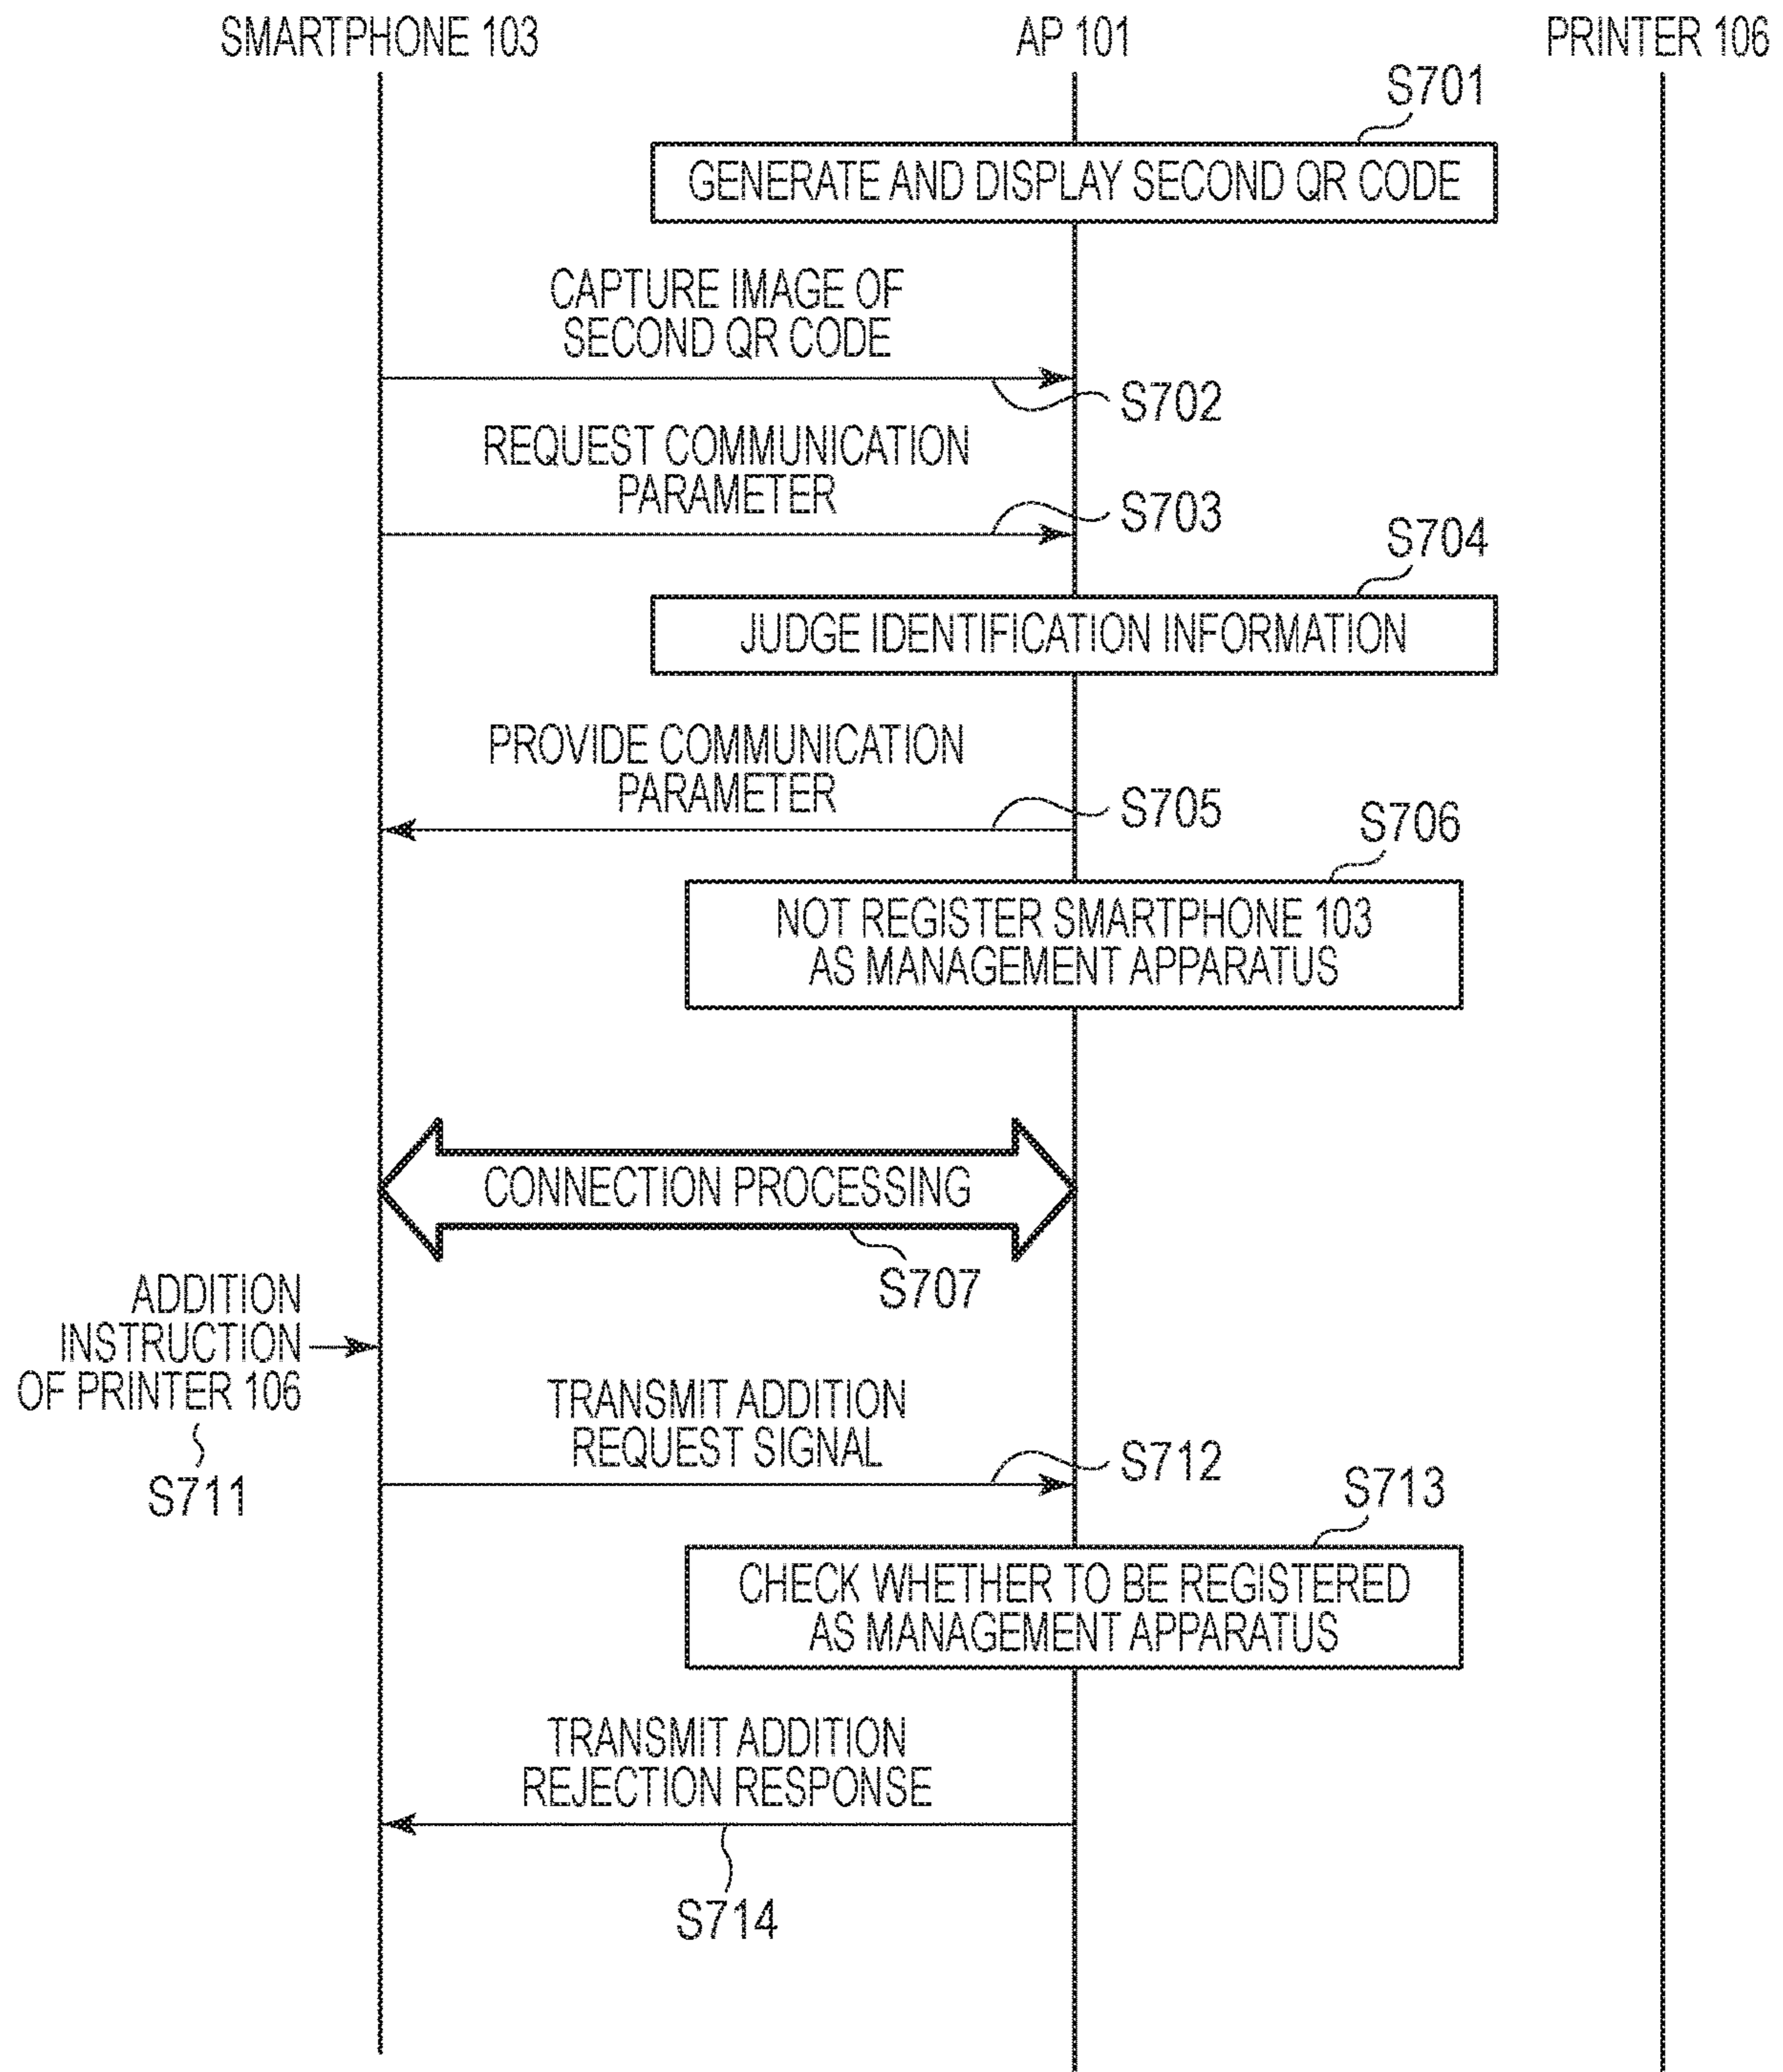 SMARTPHONE 103
AP 101
PRINTER 106
S701
GENERATE AND DISPLAY SECOND QR CODE
CAPTURE IMAGE OF
SECOND QR CODE
S702
REQUEST COMMUNICATION
PARAMETER
S703
S704
JUDGE IDENTIFICATION INFORMATION
PROVIDE COMMUNICATION
PARAMETER
S705
S706
NOT REGISTER SMARTPHONE 103
AS MANAGEMENT APPARATUS
CONNECTION PROCESSING
S707
ADDITION
INSTRUCTION
OF PRINTER 106
S711
TRANSMIT ADDITION
REQUEST SIGNAL
S712
S713
CHECK WHETHER TO BE REGISTERED
AS MANAGEMENT APPARATUS
TRANSMIT ADDITION
REJECTION RESPONSE
S714